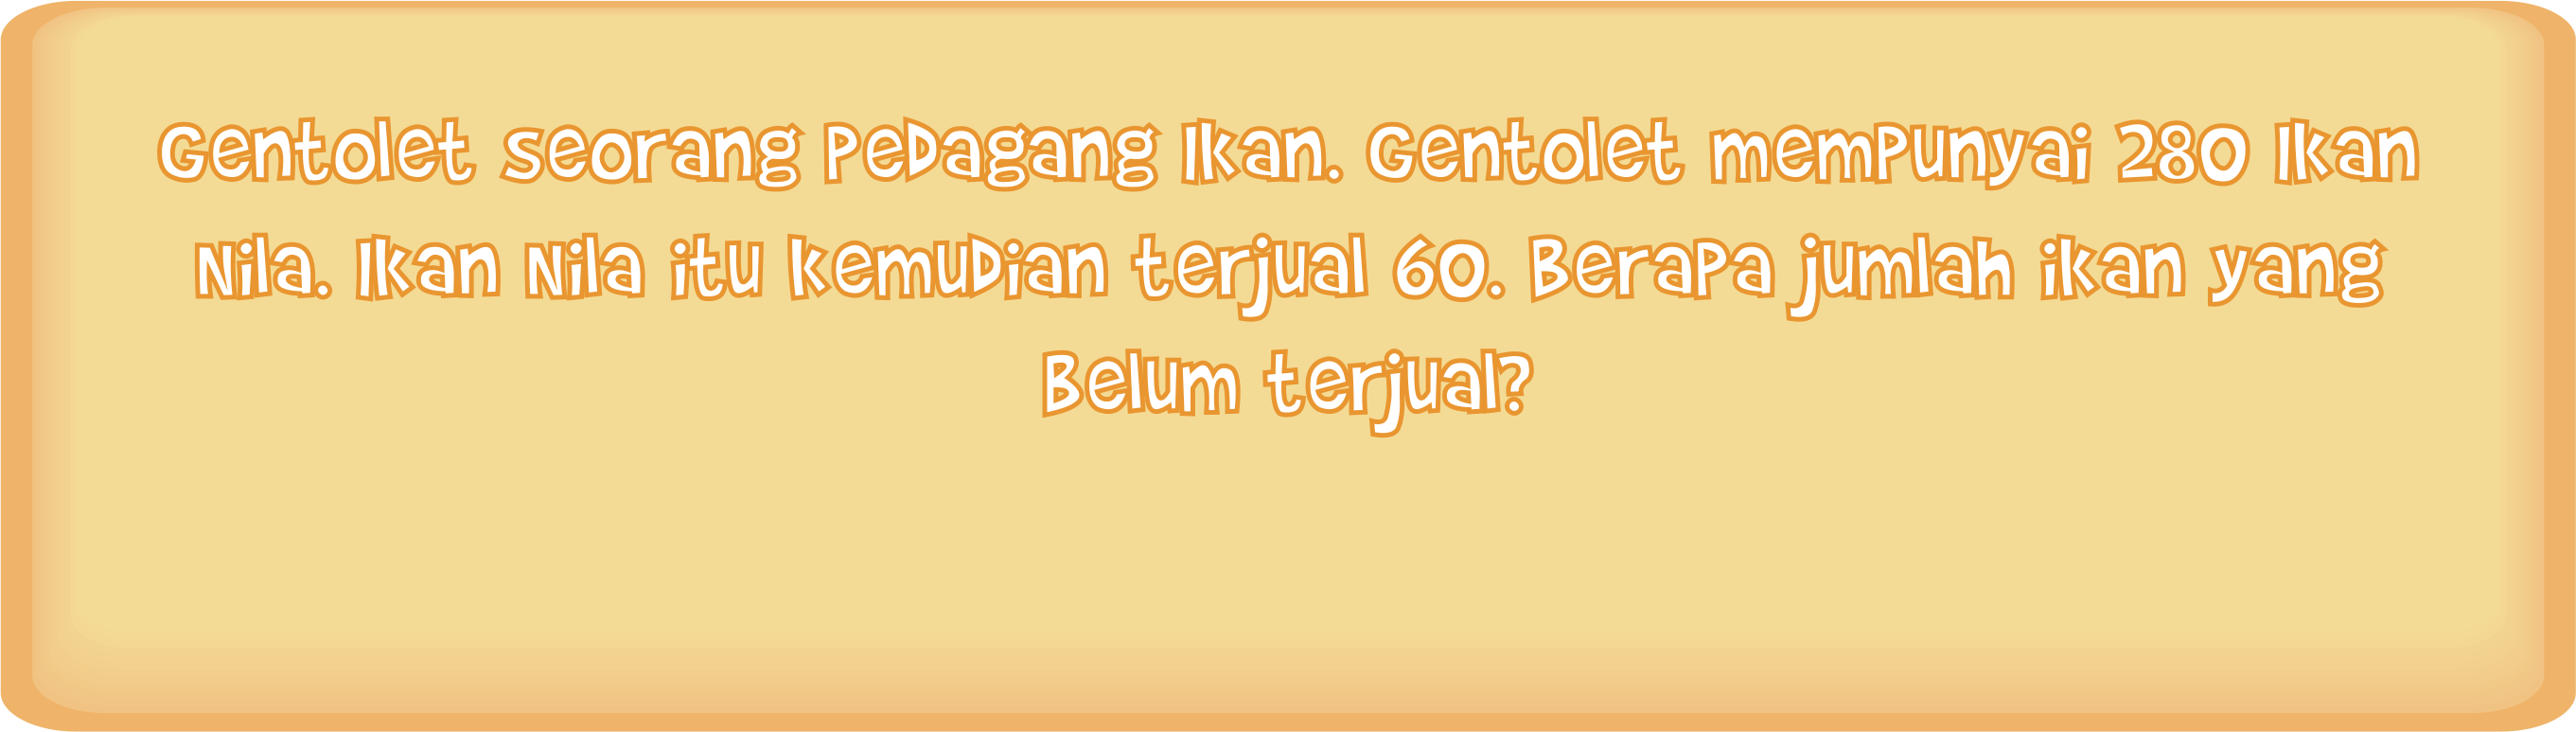 Gentolet seorang Pedagang Ikan. Gentolet mempunyai 280 Ikan
Nila. Ikan Nila itu kemudian terjual 60. Berapa jumlah ikan yang
Belum terjual?